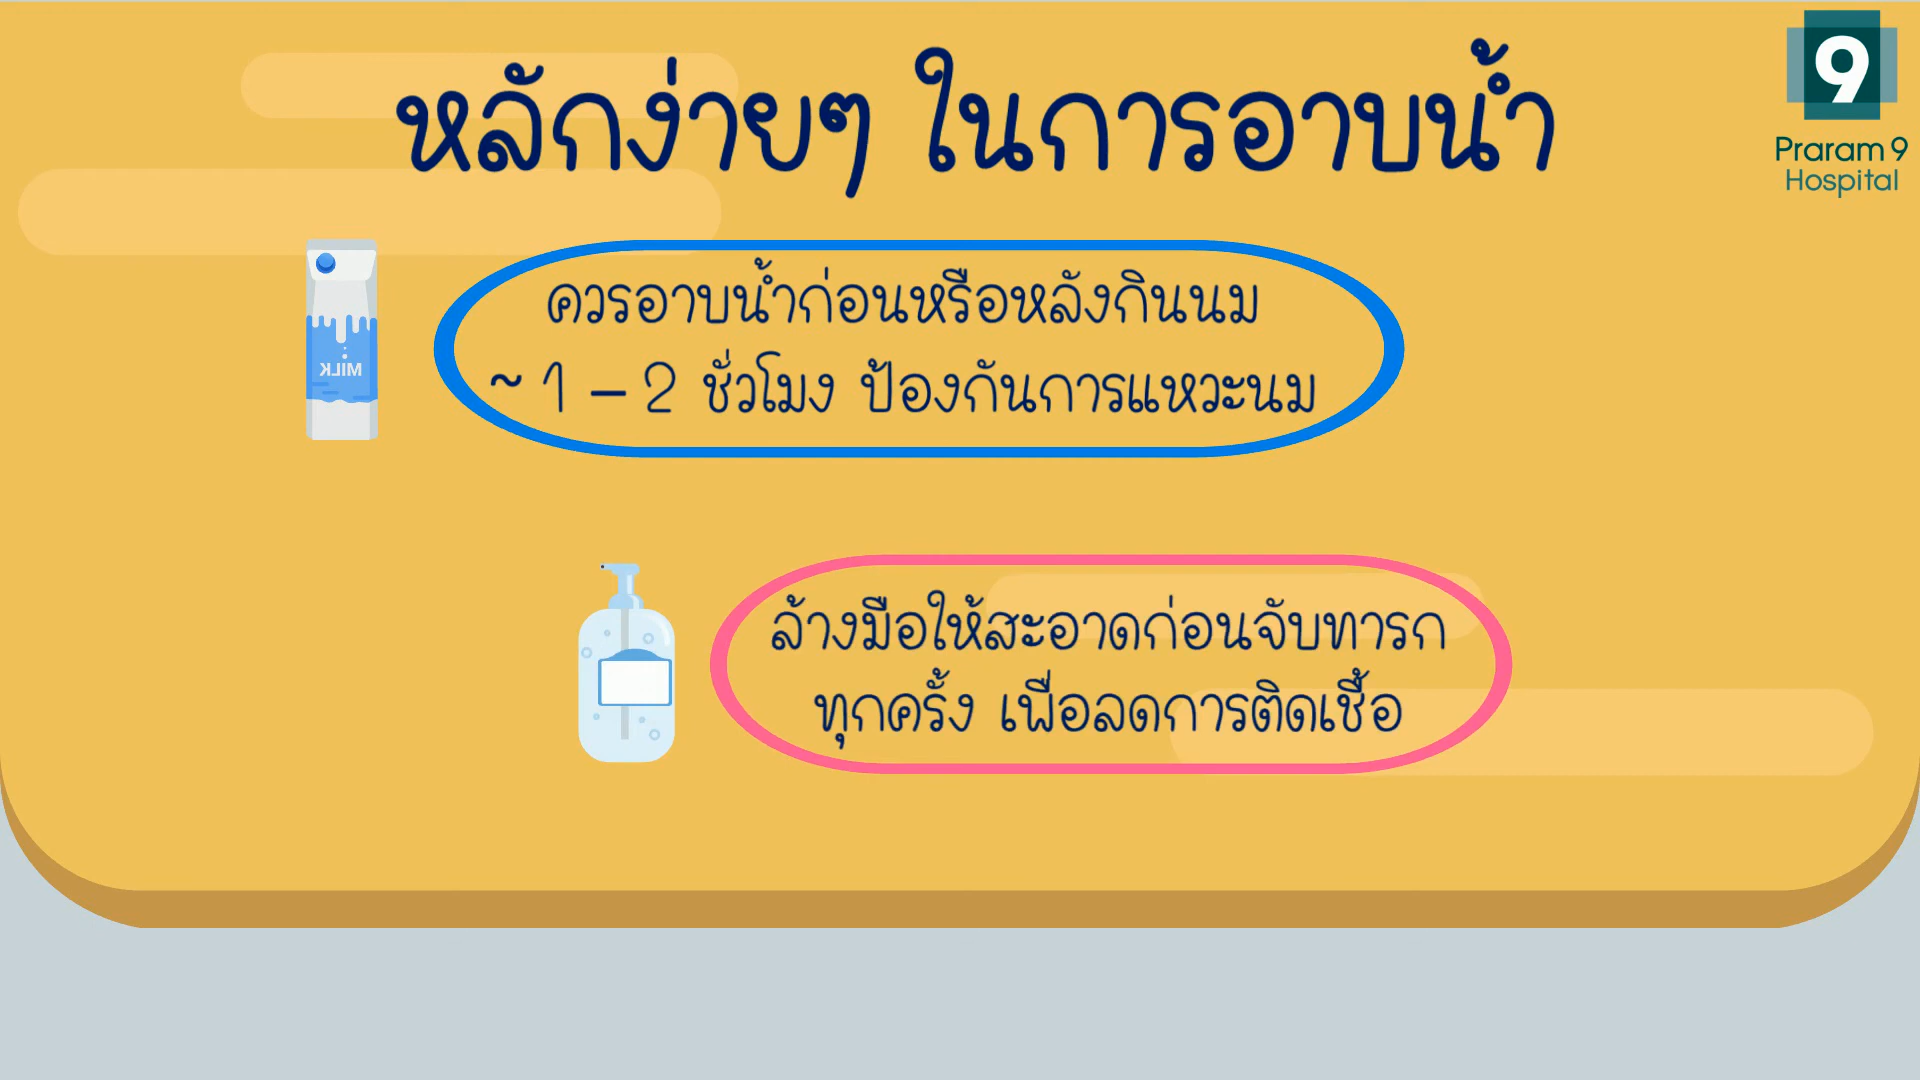 หลักง่ายๆ ในการอาบน้ำ
9
Praram 9
Hospital
MILK
ควรอาบน้ำก่อนหรือหลังกินนม
~ 1 – 2 ชั่วโมง ป้องกันการแหวะนม
ล้างมือให้สะอาดก่อนจับทารก
ทุกครั้ง เพื่อลดการติดเชื้อ